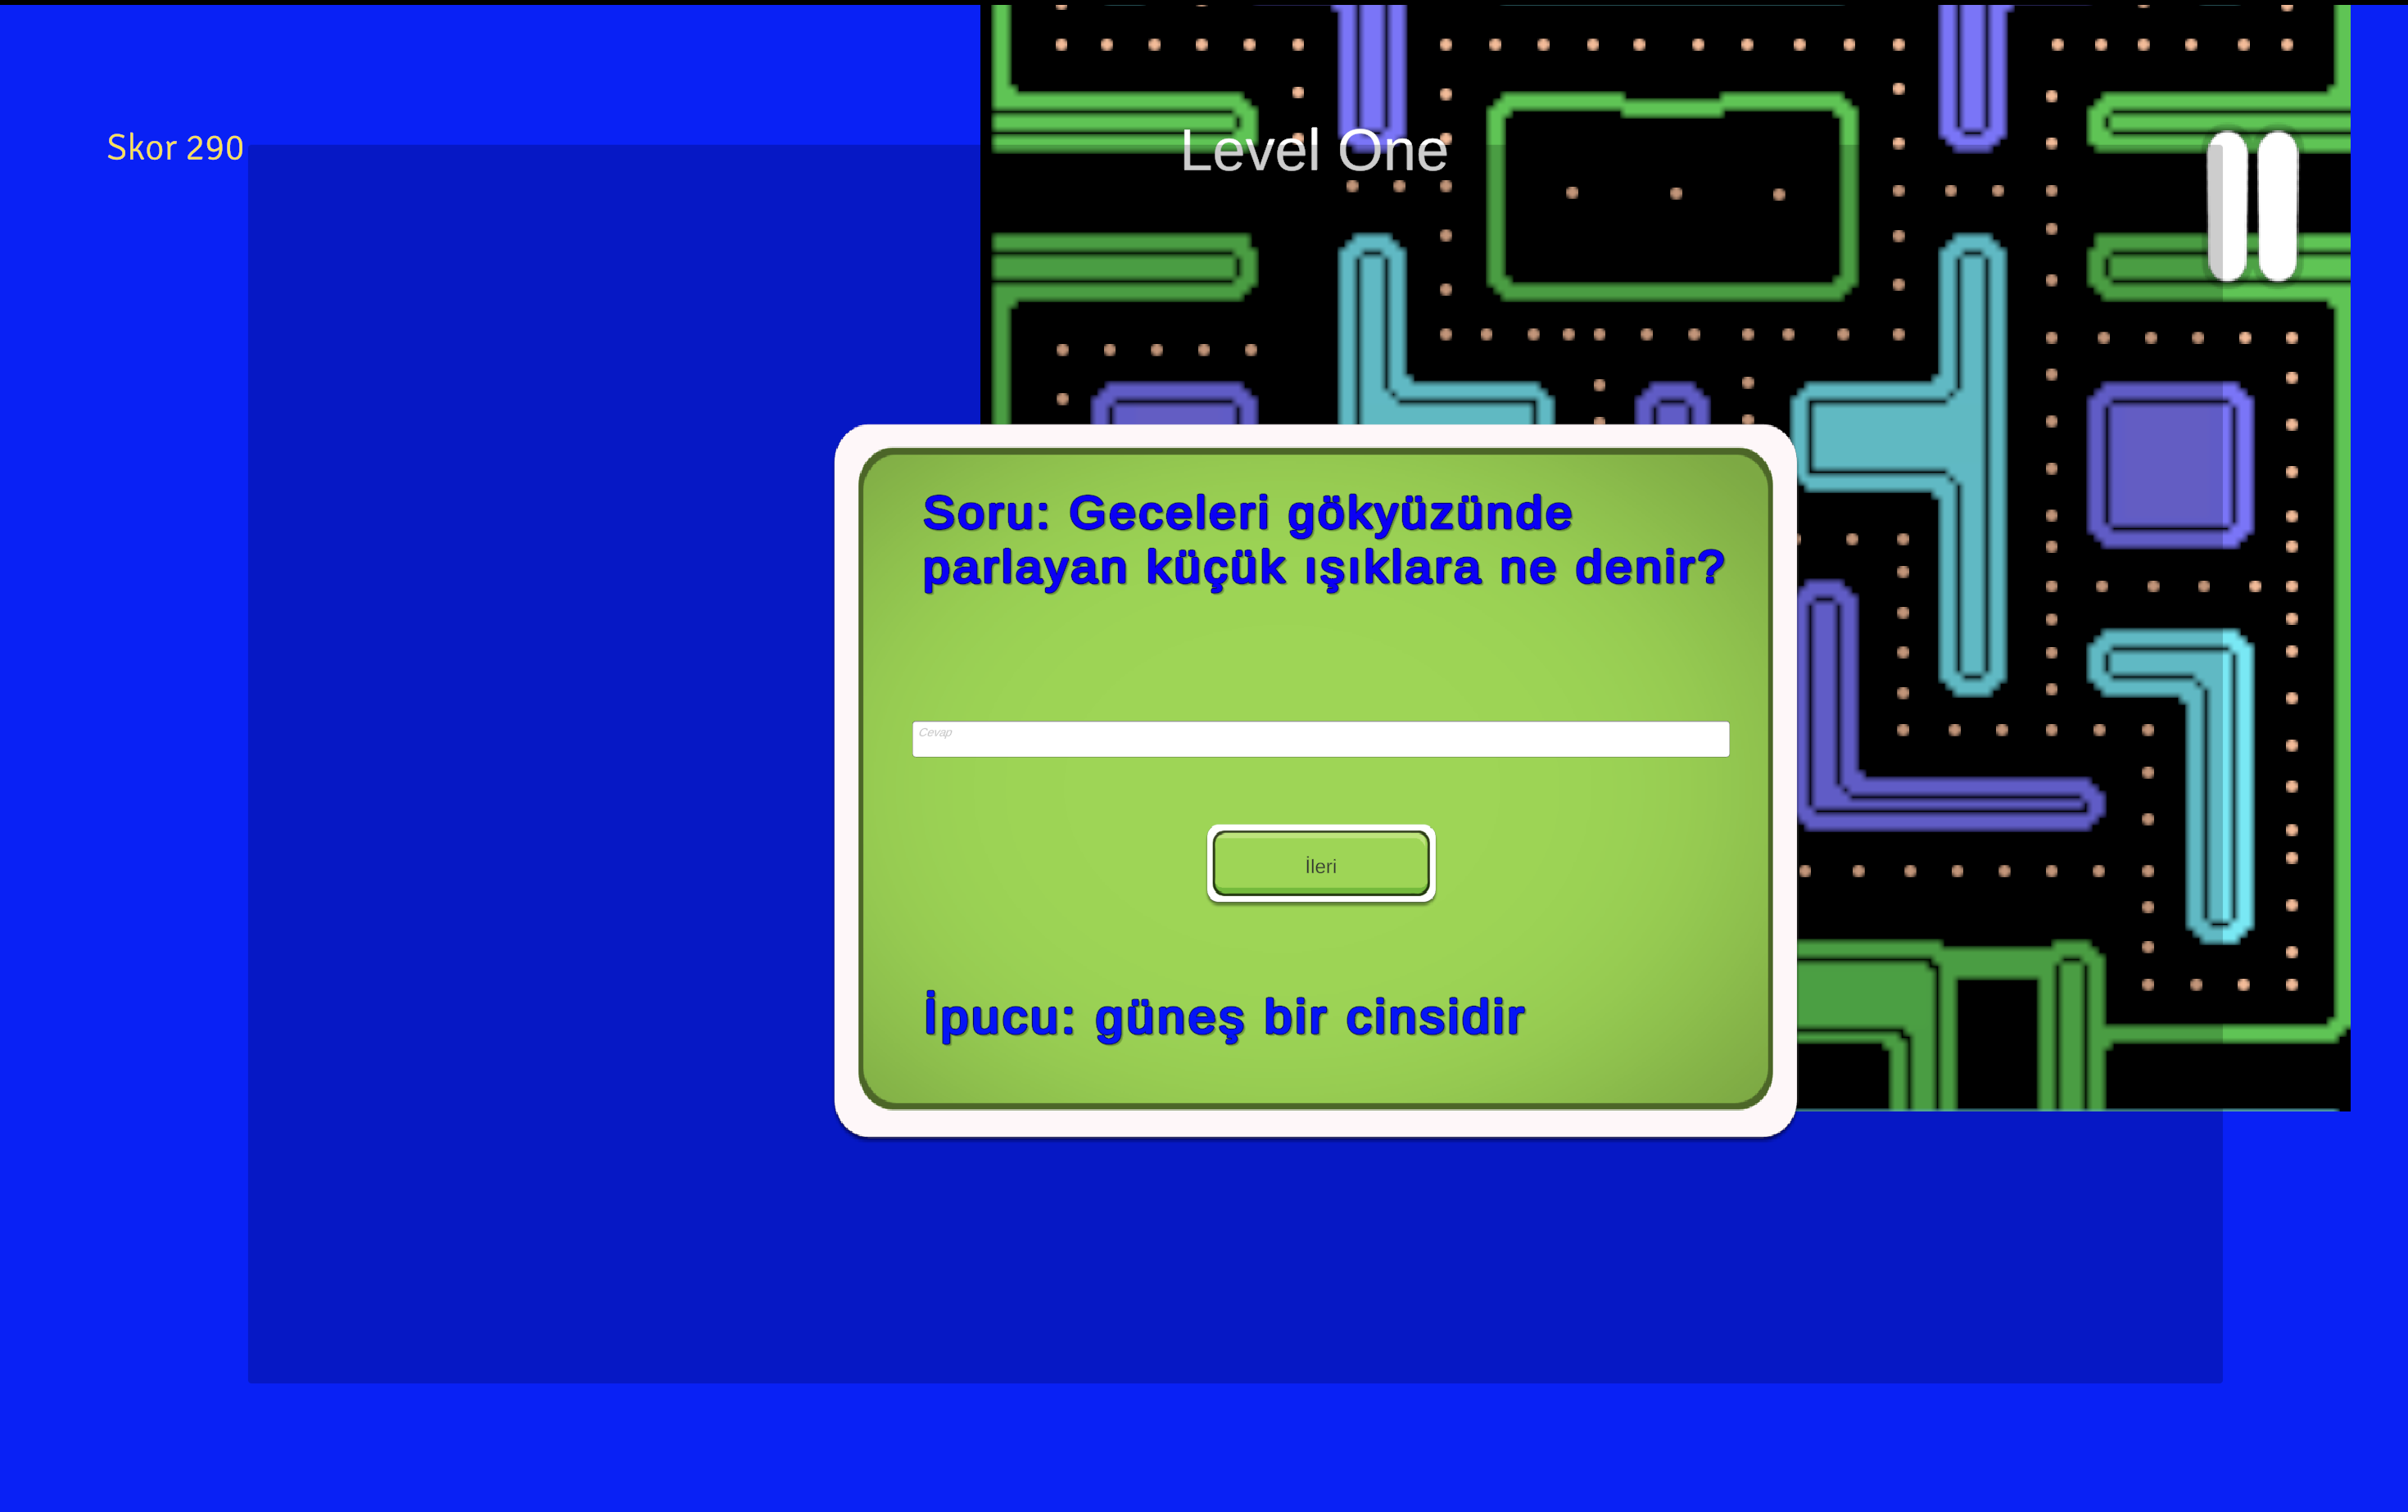 Skor 290
Level One
Soru: Geceleri gökyüzünde
parlayan küçük ışıklara ne denir?
Cevap
İleri
İpucu: güneş bir cinsidir